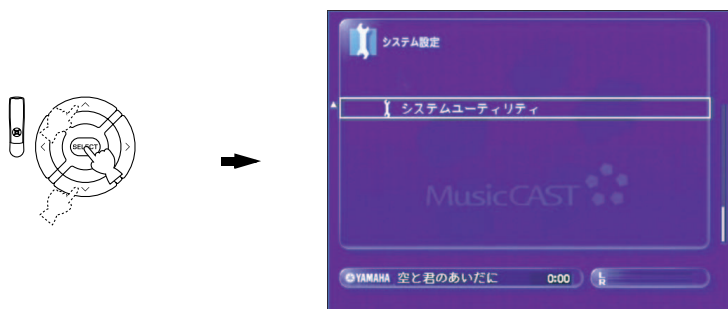 SELECT
システム設定
システムユーティリティ
MusicCAST
YAMAHA 空と君のあいだに 0:00 L
R